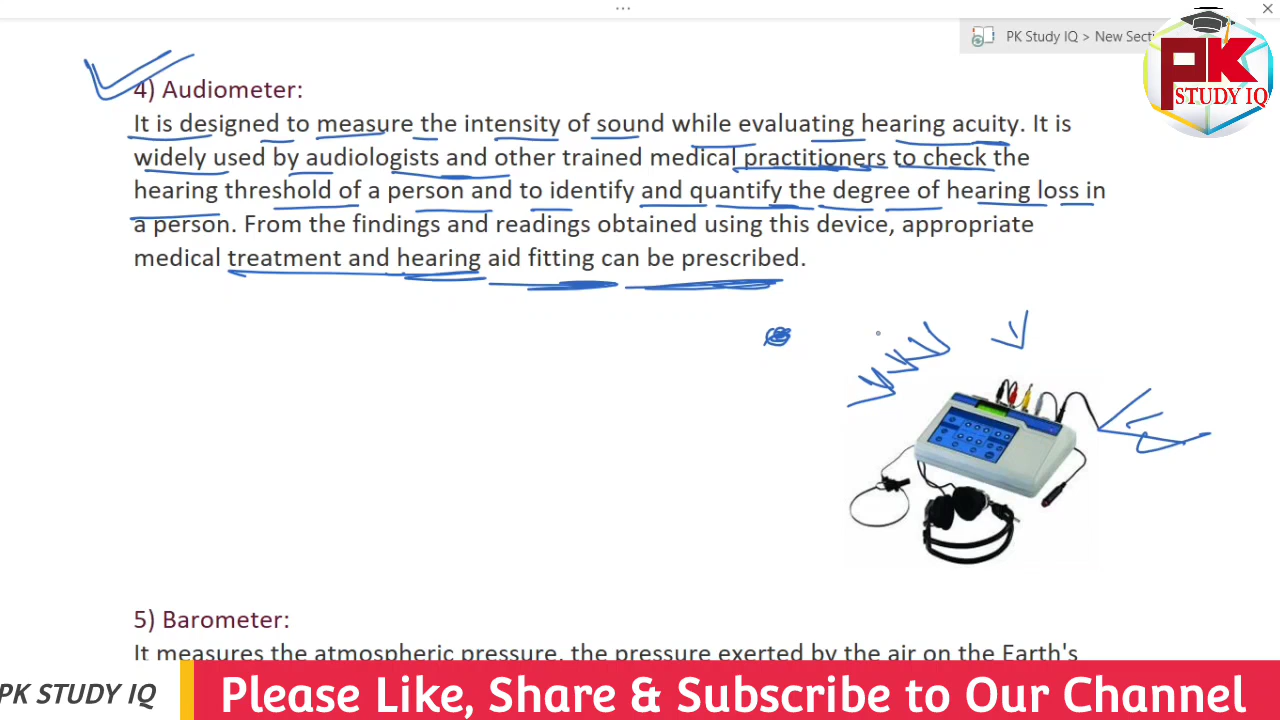 PK Study IQ > New Secti
PK
STUDY IQ
4) Audiometer:
It is designed to measure the intensity of sound while evaluating hearing acuity. It is
widely used by audiologists and other trained medical practitioners to check the
hearing threshold of a person and to identify and quantify the degree of hearing loss in
a person. From the findings and readings obtained using this device, appropriate
medical treatment and hearing aid fitting can be prescribed.
5) Barometer:
It measures the atmospheric pressure, the pressure exerted by the air on the Earth's
PK STUDY IQ
Please Like, Share & Subscribe to Our Channel